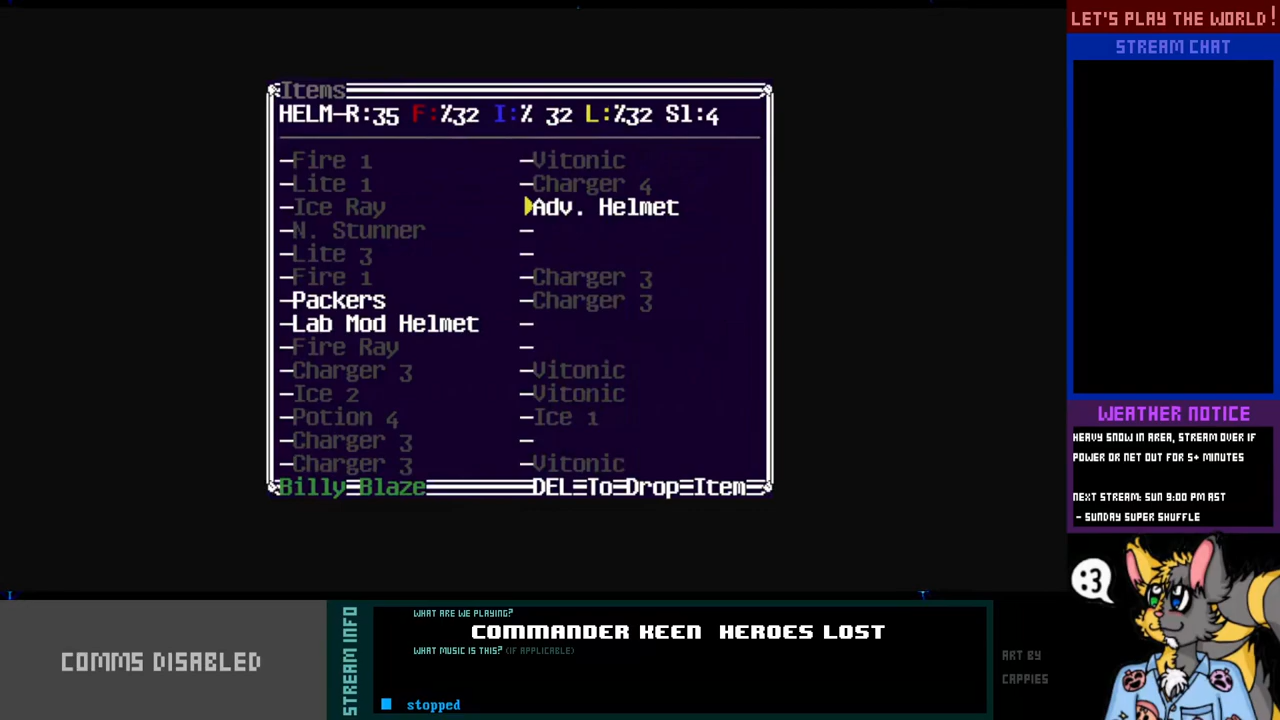 LET'S PLAY THE WORLD!
STREAM CHAT
Items
HELM-R:35 F:%32 I:% 32 L:%32 Sl:4
-Fire 1 -Vitonic
-Lite 1 -Charger 4
-Ice Ray Adv. Helmet
-N. Stunner -
-Lite 3 -
-Fire 1 -Charger 3
-Packers -Charger 3
-Lab Mod Helmet -
-Fire Ray -
-Charger 3 -Vitonic
-Ice 2 -Vitonic
-Potion 4 -Ice 1
-Charger 3 -
-Charger 3 -Vitonic
Billy=Blaze DEL=To=Drop=Item
WEATHER NOTICE
HEAVY SNOW IN AREA, STREAM OVER IF
POWER OR NET OUT FOR 5+ MINUTES
NEXT STREAM: SUN 9:00 PM AST
- SUNDAY SUPER SHUFFLE
:3
COMMS DISABLED
STREAM INFO
WHAT ARE WE PLAYING?
COMMANDER KEEN HEROES LOST
WHAT MUSIC IS THIS? (IF APPLICABLE)
stopped
ART BY
CAPPIES